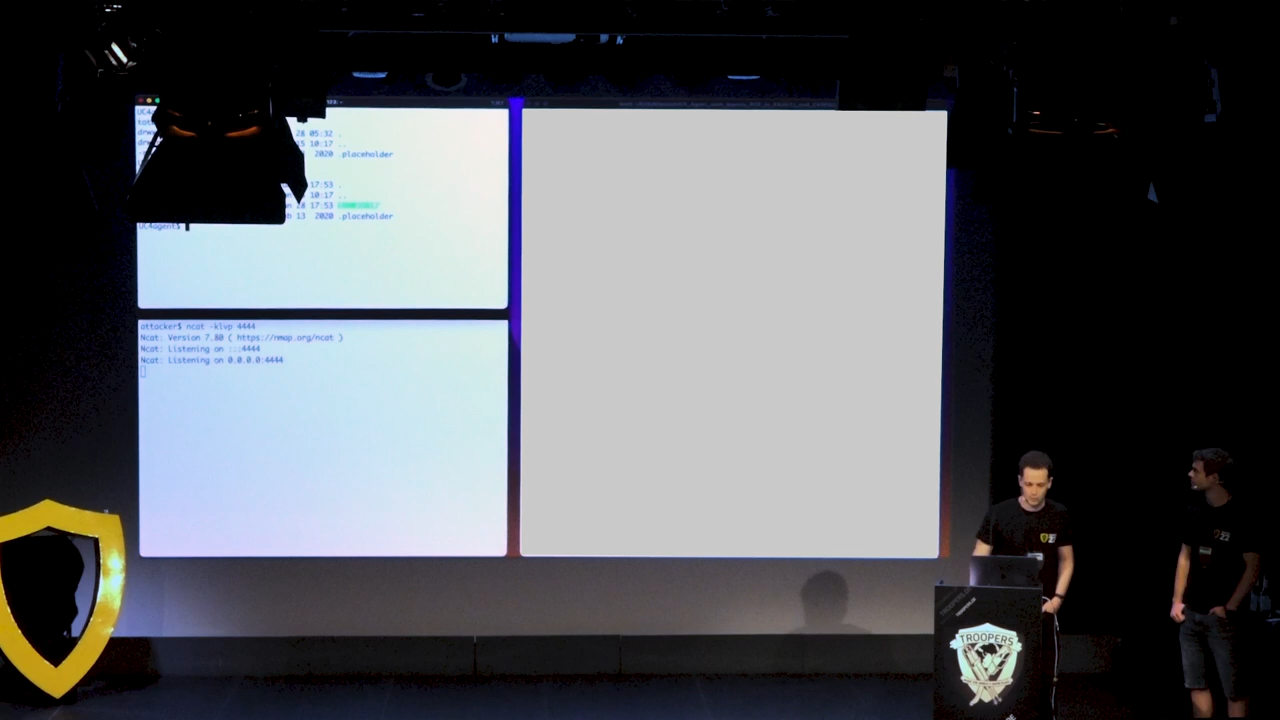 28 05:32 .
10:17 ..
2020 .placeholder
17:53 .
10:17 ..
28 17:53
13 2020 .placeholder
UC4agent$
attacker$ ncat -klvp 4444
Ncat: Version 7.80 ( https://nmap.org/ncat )
Ncat: Listening on :::4444
Ncat: Listening on 0.0.0.0:4444
22
TROOPERS